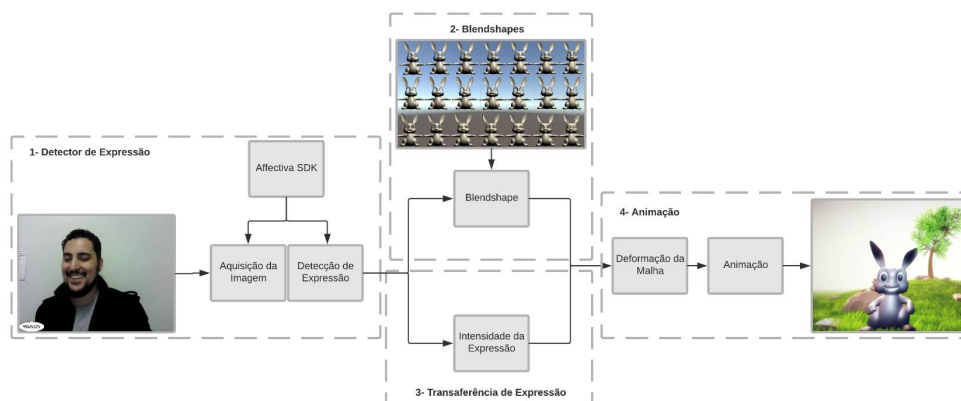 2- Blendshapes
1- Detector de Expressão
Affectiva SDK
Aquisição da
Imagem
Detecção de
Expressão
Blendshape
Intensidade da
Expressão
3- Transaferência de Expressão
4- Animação
Deformação da
Malha
Animação